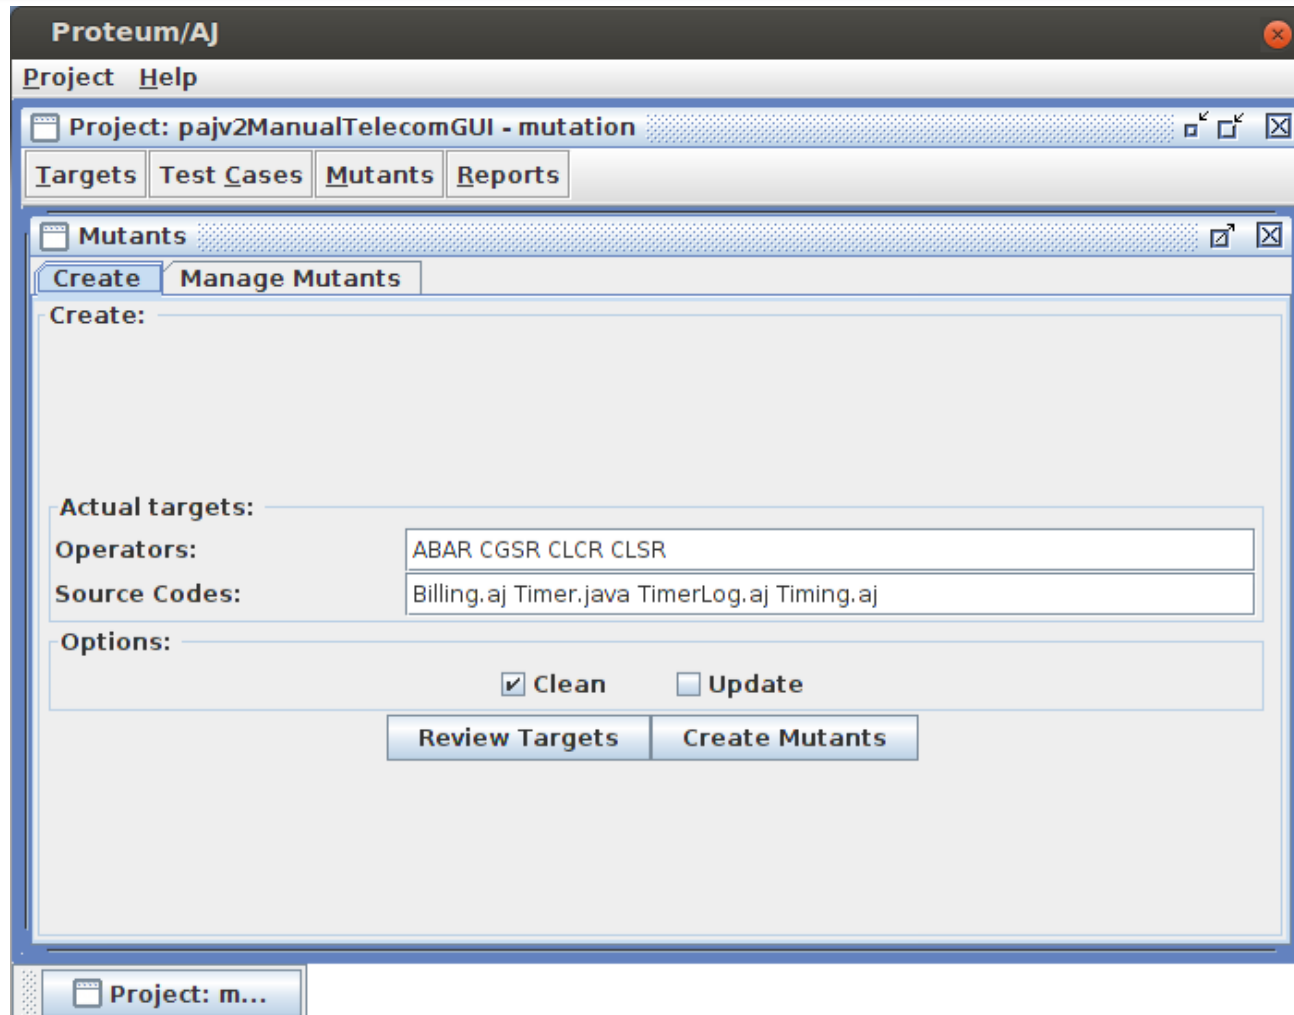 Proteum/AJ
Project Help
Project: pajv2ManualTelecomGUI - mutation
Targets Test Cases Mutants Reports
Mutants
Create Manage Mutants
Create:
Actual targets:
Operators: ABAR CGSR CLCR CLSR
Source Codes: Billing.aj Timer.java TimerLog.aj Timing.aj
Options:
Clean Update
Review Targets Create Mutants
Project: m...